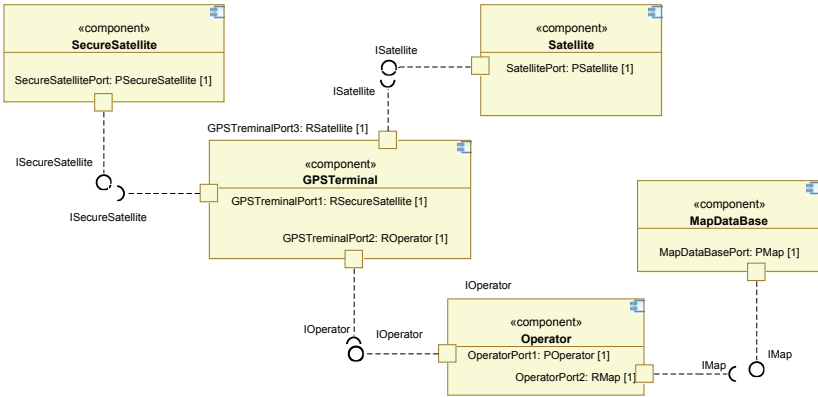 «component»
SecureSatellite
SecureSatellitePort: PSecureSatellite [1]
«component»
Satellite
SatellitePort: PSatellite [1]
ISatellite
ISatellite
GPSTreminalPort3: RSatellite [1]
ISecureSatellite
ISecureSatellite
«component»
GPSTerminal
GPSTreminalPort1: RSecureSatellite [1]
GPSTreminalPort2: ROperator [1]
«component»
MapDataBase
MapDataBasePort: PMap [1]
IOperator
IOperator
IOperator
«component»
Operator
OperatorPort1: POperator [1]
OperatorPort2: RMap [1]
IMap
IMap